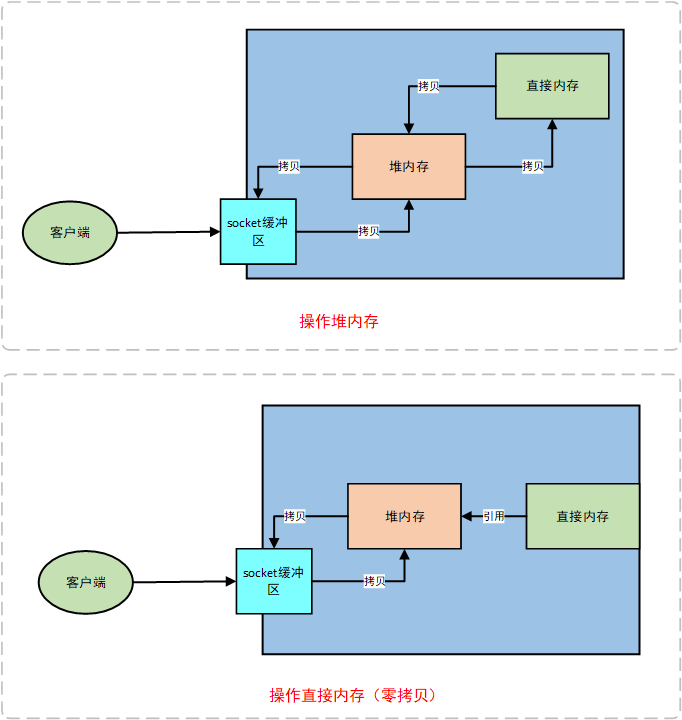 直接内存
拷贝
堆内存
拷贝
拷贝
客户端
socket缓冲
区
拷贝
操作堆内存
堆内存
引用
直接内存
拷贝
客户端
socket缓冲
区
拷贝
操作直接内存（零拷贝）